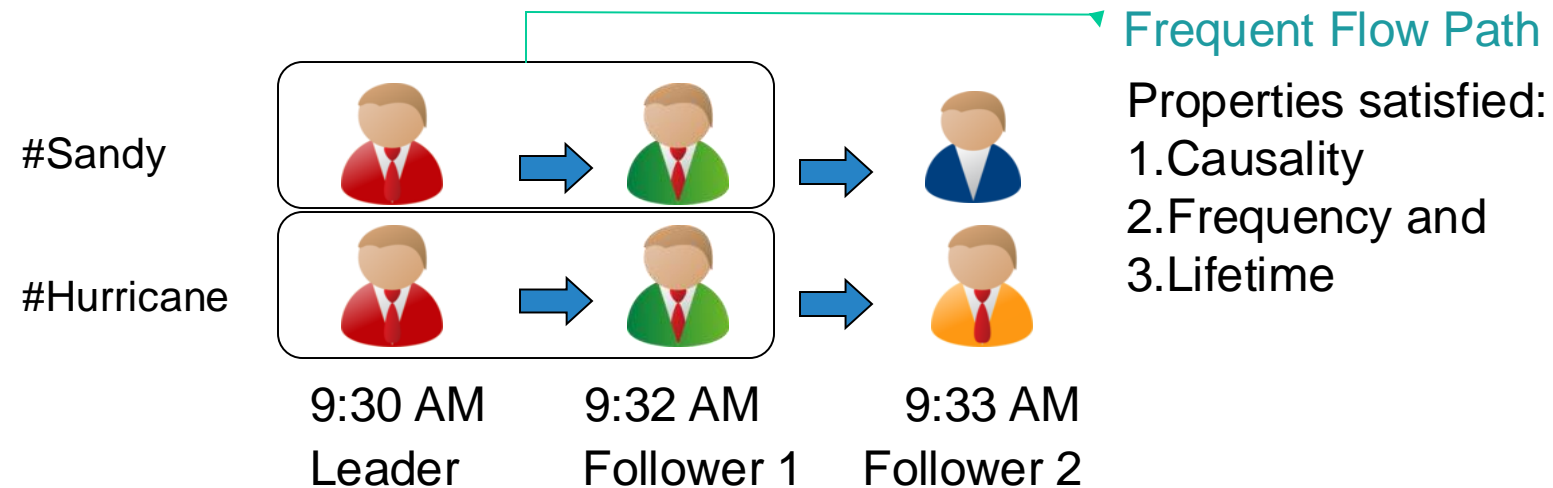 Frequent Flow Path
Properties satisfied:
1.Causality
2.Frequency and
3.Lifetime
#Sandy
#Hurricane
9:30 AM 9:32 AM 9:33 AM
Leader Follower 1 Follower 2